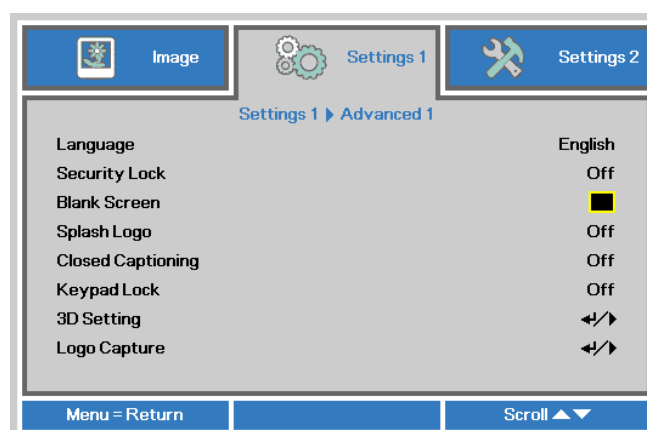 Image Settings 1 Settings 2
Settings 1 ▶ Advanced 1
Language English
Security Lock Off
Blank Screen
Splash Logo Off
Closed Captioning Off
Keypad Lock Off
3D Setting ↵/▶
Logo Capture ↵/▶
Menu = Return Scroll ▲▼